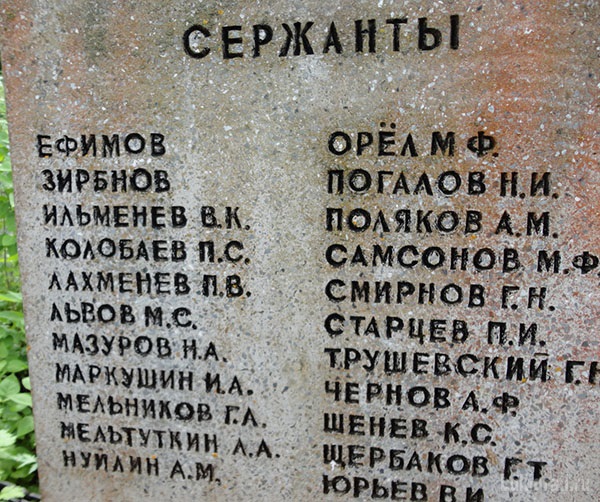 СЕРЖАНТЫ
ЕФИМОВ
ЗИРБНОВ
ИЛЬМЕНЕВ В.К.
КОЛОБАЕВ П.С.
ЛАХМЕНЕВ П.В.
ЛЬВОВ М.С.
МАЗУРОВ Н.А.
МАРКУШИН И.А.
МЕЛЬНИКОВ Г.Л.
МЕЛЬТУТКИН А.А.
НУЙЛИН А.М.
ОРЁЛ М.Ф.
ПОГАЛОВ Н.И.
ПОЛЯКОВ А.М.
САМСОНОВ М.Ф
СМИРНОВ Г.Н.
СТАРЦЕВ П.И.
ТРУШЕВСКИЙ Г.
ЧЕРНОВ А.Ф.
ШЕНЕВ К.С.
ЩЕРБАКОВ Г.Т.
ЮРЬЕВ В.И.